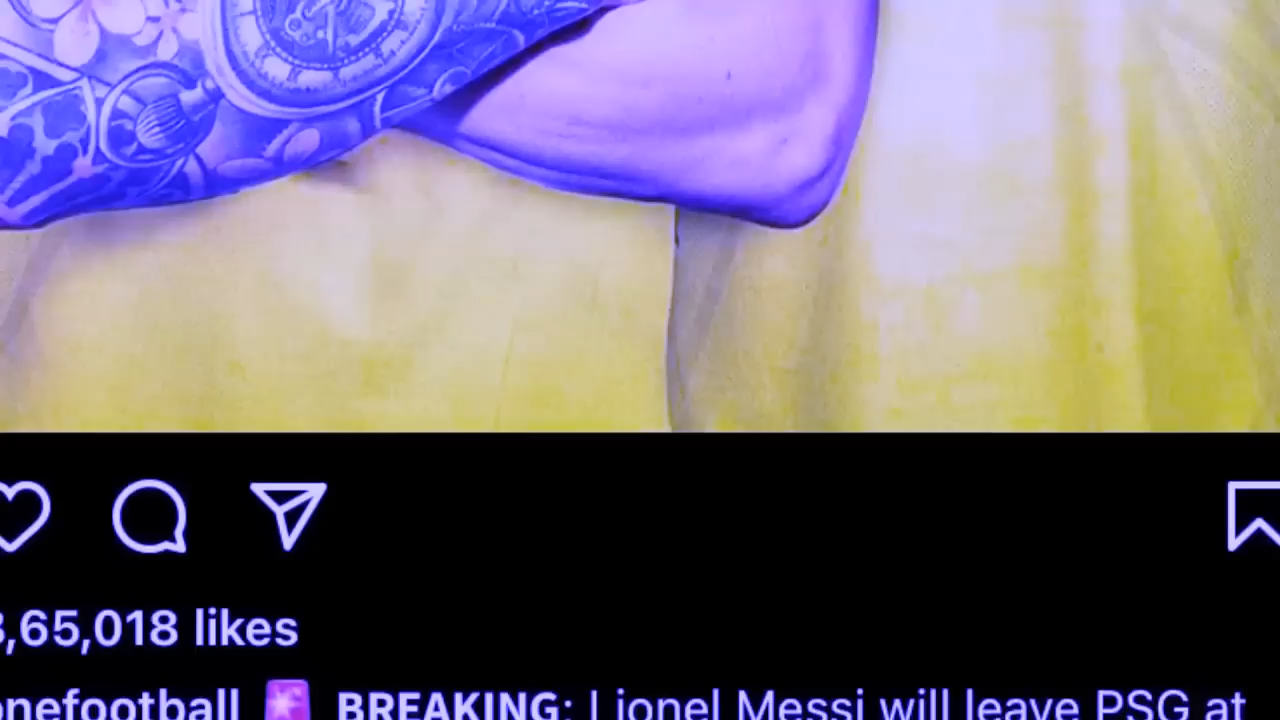 3,65,018 likes
onefootball 🚨 BREAKING: Lionel Messi will leave PSG at